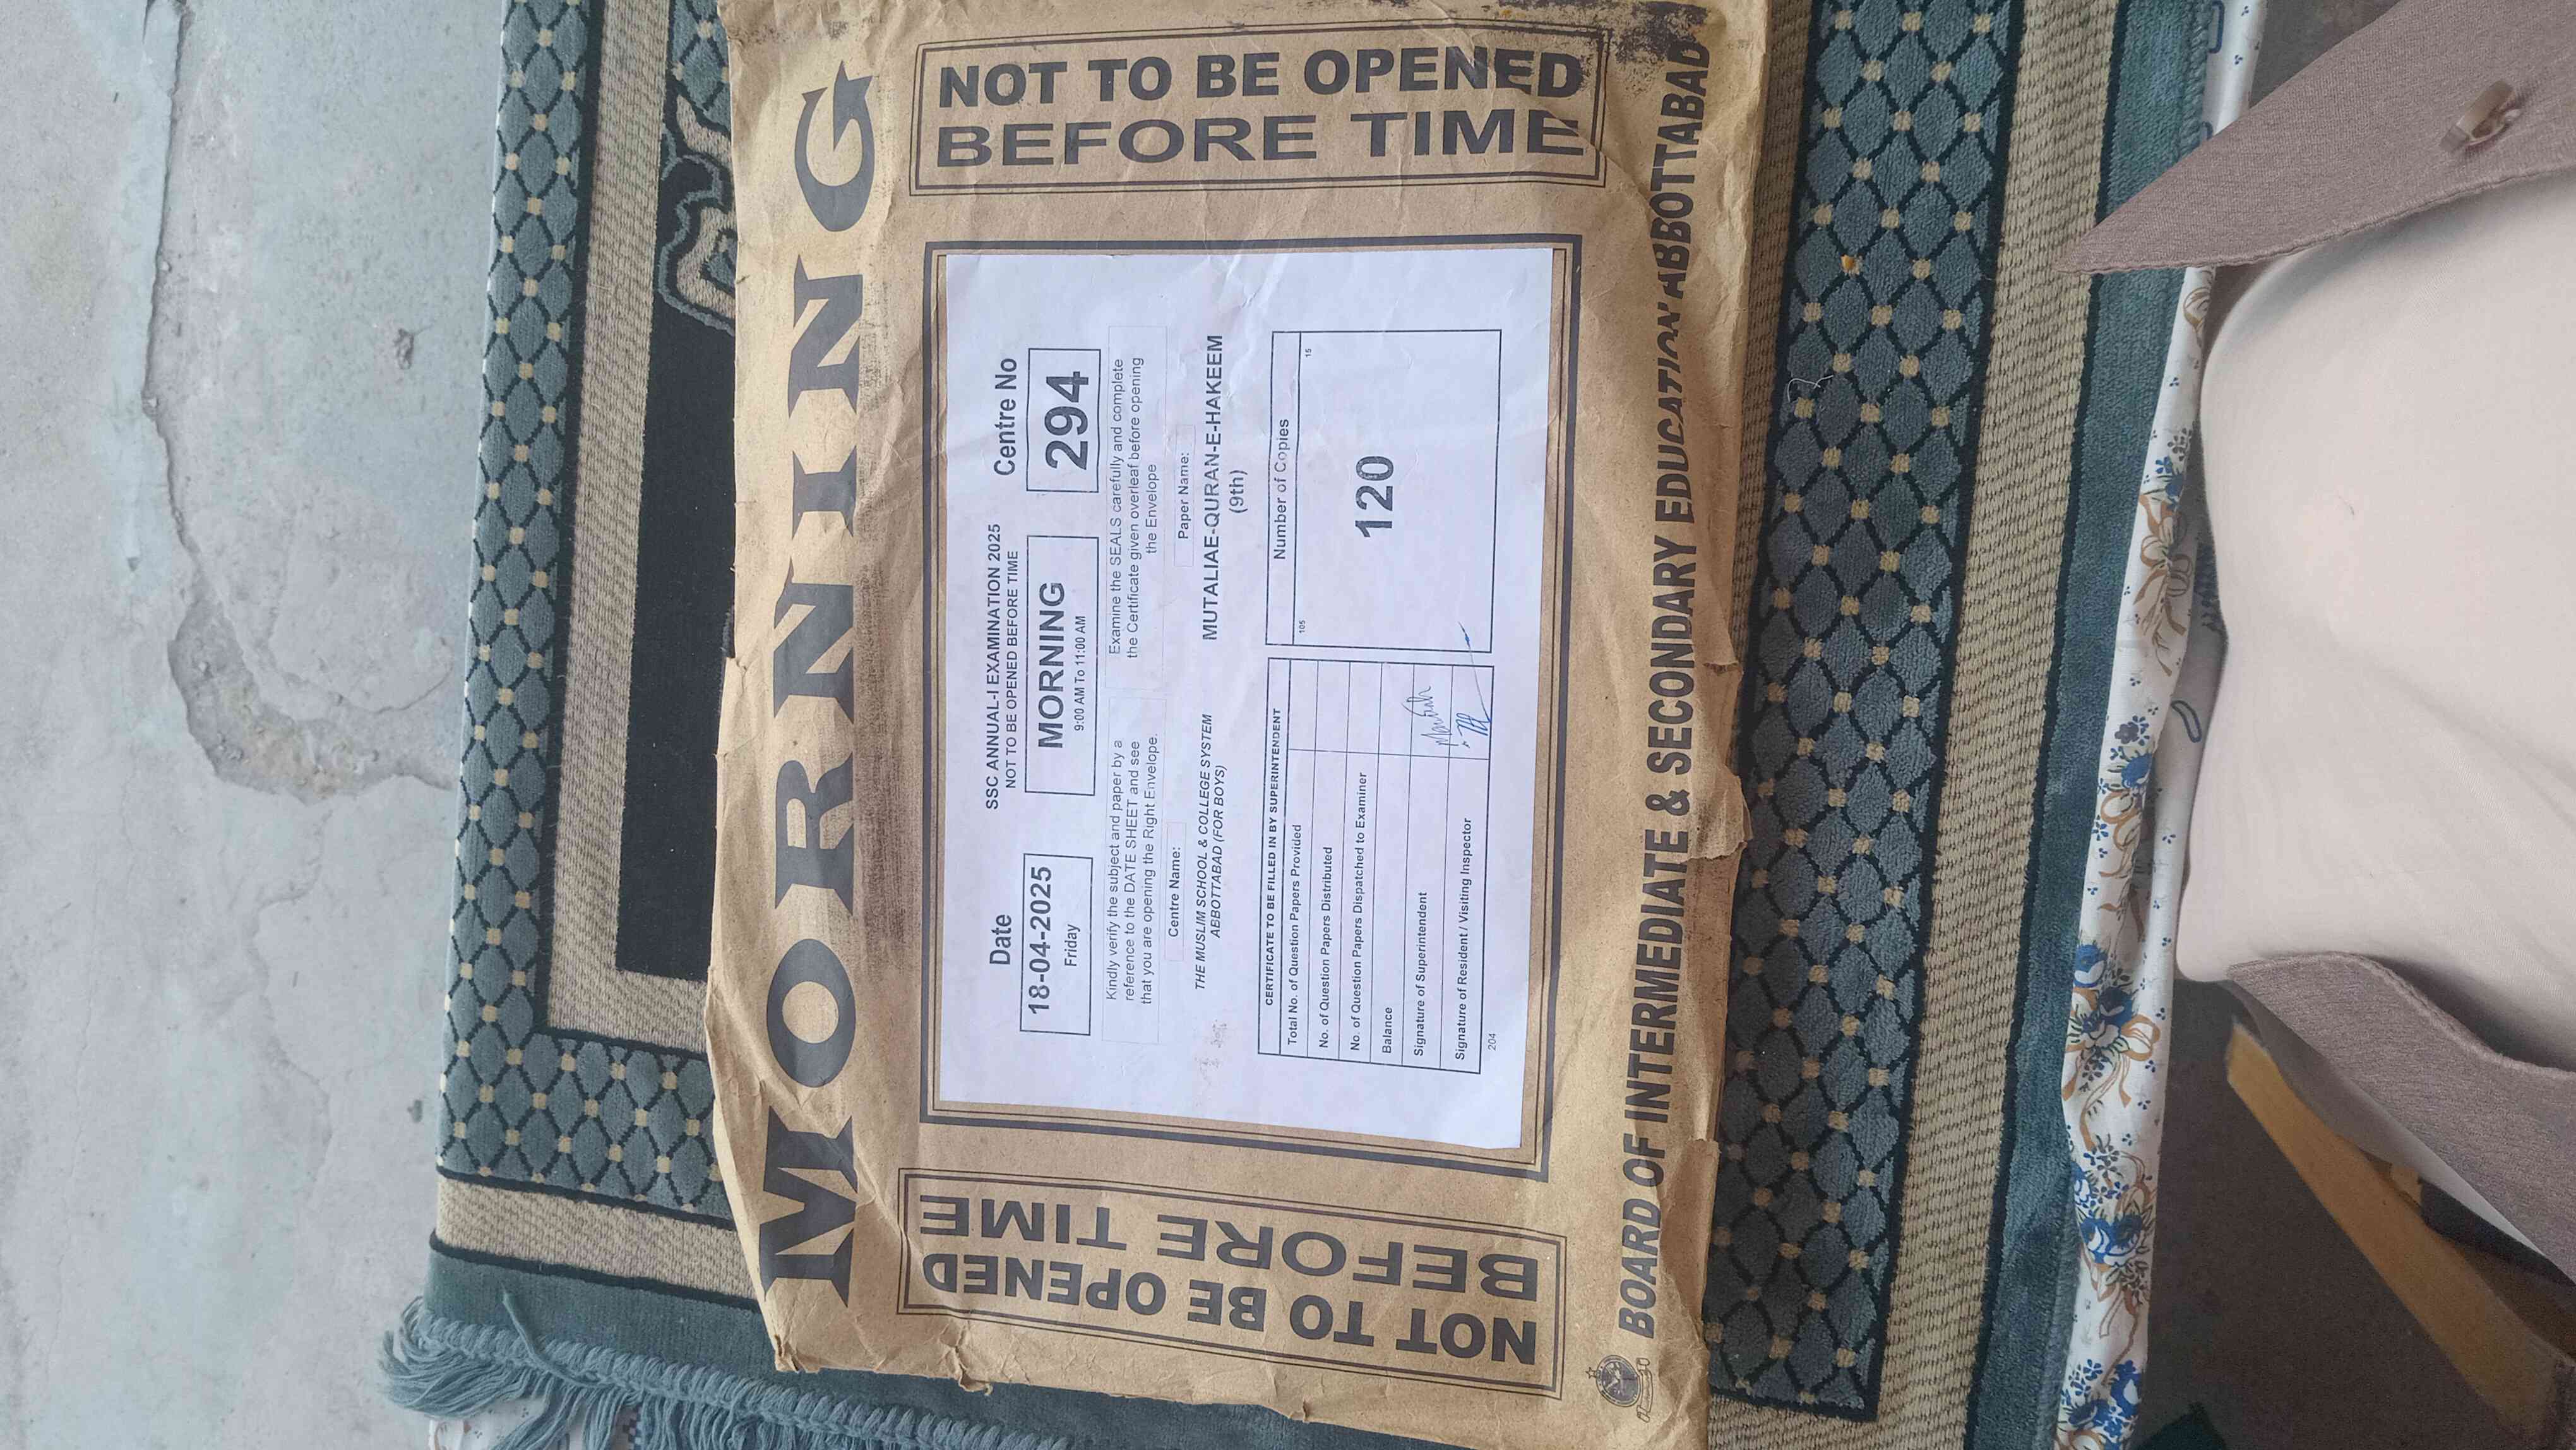 MORNING
NOT TO BE OPENED
BEFORE TIME
NOT TO BE OPENED
BEFORE TIME
SSC ANNUAL-I EXAMINATION 2025
NOT TO BE OPENED BEFORE TIME
Date
Centre No
18-04-2025
Friday
MORNING
9:00 AM To 11:00 AM
294
Kindly verify the subject and paper by a
reference to the DATE SHEET and see
that you are opening the Right Envelope.
Examine the SEALS carefully and complete
the Certificate given overleaf before opening
the Envelope
Centre Name:
Paper Name:
THE MUSLIM SCHOOL & COLLEGE SYSTEM
ABBOTTABAD (FOR BOYS)
MUTALIAE-QURAN-E-HAKEEM
(9th)
CERTIFICATE TO BE FILLED IN BY SUPERINTENDENT
Total No. of Question Papers Provided
No. of Question Papers Distributed
No. of Question Papers Dispatched to Examiner
Balance
Signature of Superintendent
Signature of Resident / Visiting Inspector
204
Number of Copies
105
15
120
BOARD OF INTERMEDIATE & SECONDARY EDUCATION ABBOTTABAD